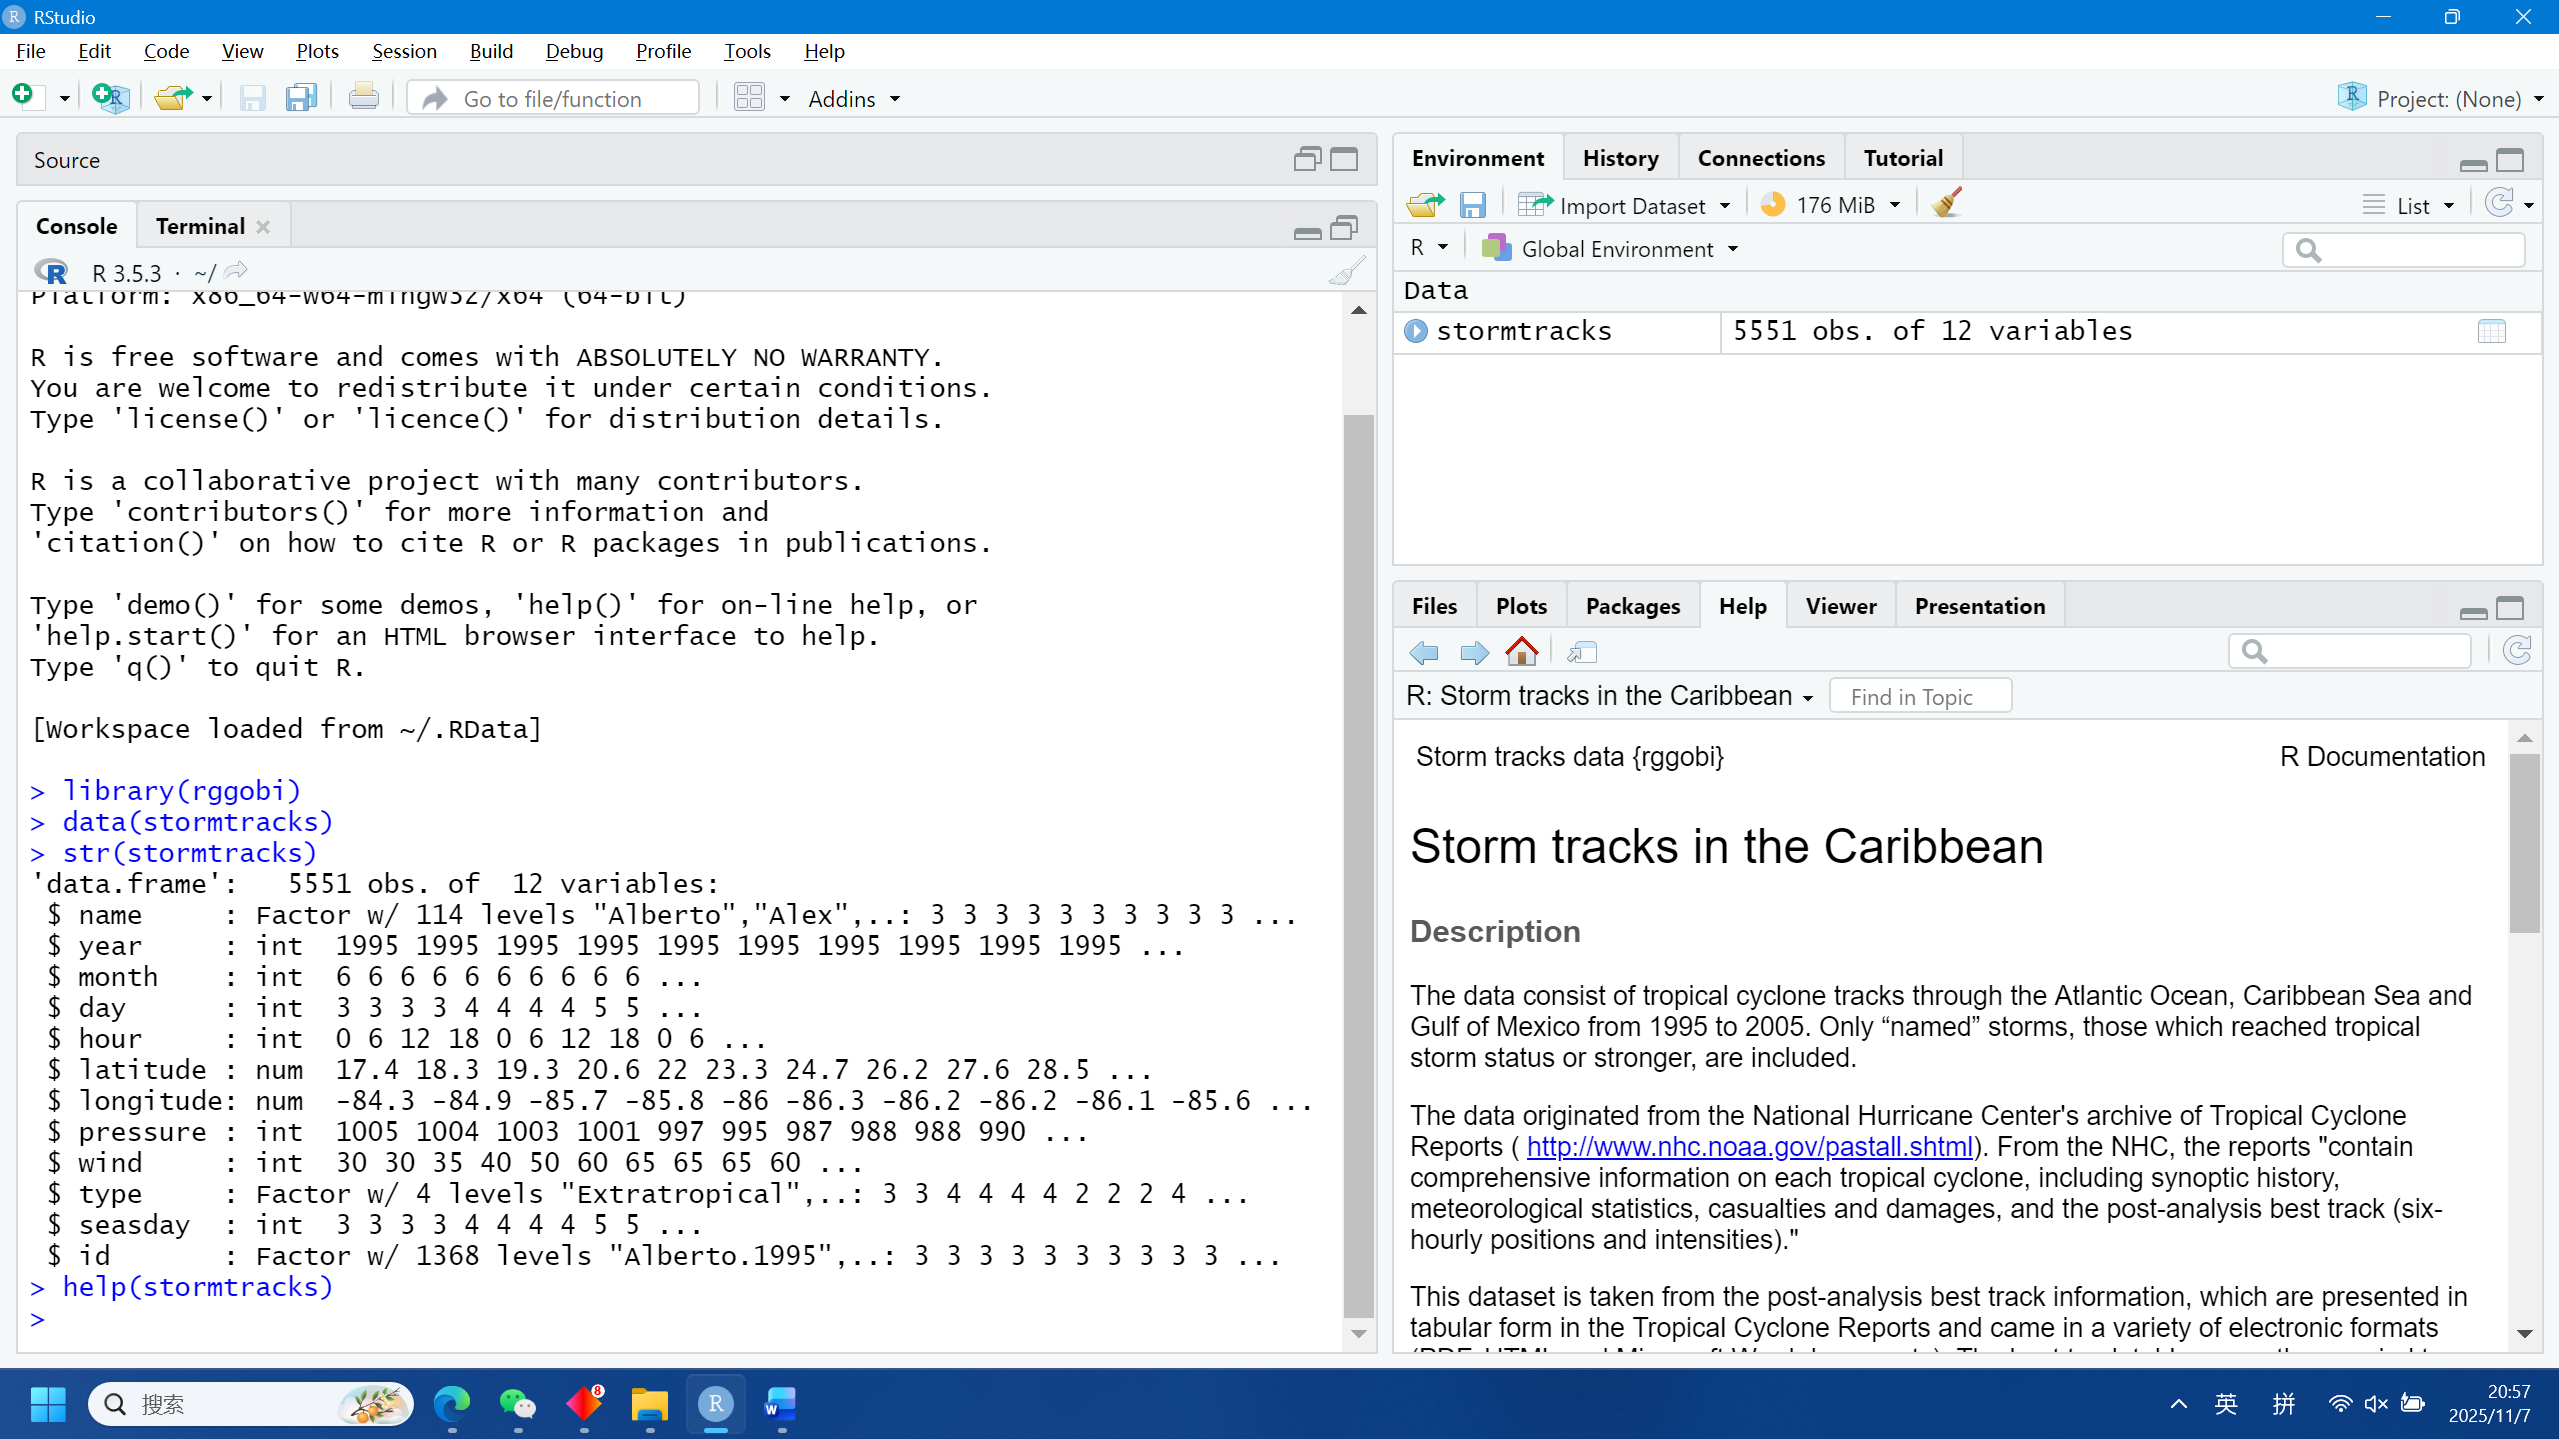 RStudio
File Edit Code View Plots Session Build Debug Profile Tools Help
Go to file/function
Addins
Project: (None)
Source
Console
Terminal
R 3.5.3 · ~/
Platform: x86_64-w64-mingw32/x64 (64-bit)
R is free software and comes with ABSOLUTELY NO WARRANTY.
You are welcome to redistribute it under certain conditions.
Type 'license()' or 'licence()' for distribution details.
R is a collaborative project with many contributors.
Type 'contributors()' for more information and
'citation()' on how to cite R or R packages in publications.
Type 'demo()' for some demos, 'help()' for on-line help, or
'help.start()' for an HTML browser interface to help.
Type 'q()' to quit R.
[Workspace loaded from ~/.RData]
> library(rggobi)
> data(stormtracks)
> str(stormtracks)
'data.frame':   5551 obs. of  12 variables:
 $ name     : Factor w/ 114 levels "Alberto","Alex",..: 3 3 3 3 3 3 3 3 3 3 ...
 $ year     : int  1995 1995 1995 1995 1995 1995 1995 1995 1995 1995 ...
 $ month    : int  6 6 6 6 6 6 6 6 6 6 ...
 $ day      : int  3 3 3 3 4 4 4 4 5 5 ...
 $ hour     : int  0 6 12 18 0 6 12 18 0 6 ...
 $ latitude : num  17.4 18.3 19.3 20.6 22 23.3 24.7 26.2 27.6 28.5 ...
 $ longitude: num  -84.3 -84.9 -85.7 -85.8 -86 -86.3 -86.2 -86.2 -86.1 -85.6 ...
 $ pressure : int  1005 1004 1003 1001 997 995 987 988 988 990 ...
 $ wind     : int  30 30 35 40 50 60 65 65 65 60 ...
 $ type     : Factor w/ 4 levels "Extratropical",..: 3 3 4 4 4 4 2 2 2 4 ...
 $ seasday  : int  3 3 3 3 4 4 4 4 5 5 ...
 $ id       : Factor w/ 1368 levels "Alberto.1995",..: 3 3 3 3 3 3 3 3 3 3 ...
> help(stormtracks)
>
Environment History Connections Tutorial
Import Dataset
176 MiB
List
R
Global Environment
Data
stormtracks
5551 obs. of 12 variables
Files Plots Packages Help Viewer Presentation
R: Storm tracks in the Caribbean
Find in Topic
Storm tracks data {rggobi}
R Documentation
Storm tracks in the Caribbean
Description
The data consist of tropical cyclone tracks through the Atlantic Ocean, Caribbean Sea and
Gulf of Mexico from 1995 to 2005. Only “named” storms, those which reached tropical
storm status or stronger, are included.
The data originated from the National Hurricane Center's archive of Tropical Cyclone
Reports ( http://www.nhc.noaa.gov/pastall.shtml). From the NHC, the reports "contain
comprehensive information on each tropical cyclone, including synoptic history,
meteorological statistics, casualties and damages, and the post-analysis best track (six-
hourly positions and intensities)."
This dataset is taken from the post-analysis best track information, which are presented in
tabular form in the Tropical Cyclone Reports and came in a variety of electronic formats
搜索
8
英
拼
20:57
2025/11/7